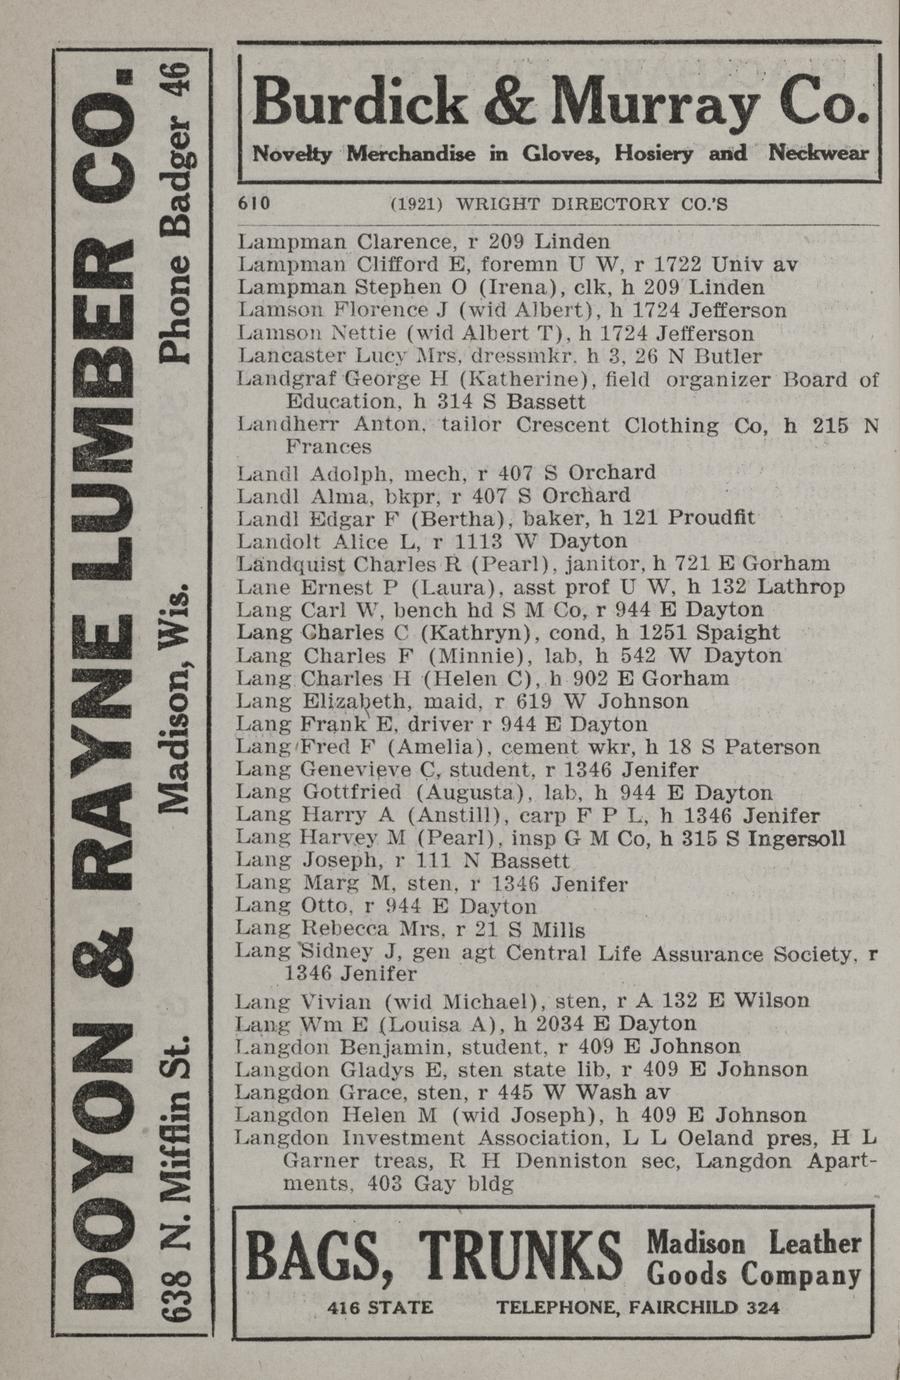 DOYON & RAYNE LUMBER CO.
638 N. Mifflin St. Madison, Wis. Phone Badger 46
Burdick & Murray Co.
Novelty Merchandise in Gloves, Hosiery and Neckwear
610 (1921) WRIGHT DIRECTORY CO.'S
Lampman Clarence, r 209 Linden
Lampman Clifford E, foremn U W, r 1722 Univ av
Lampman Stephen O (Irena), clk, h 209 Linden
Lamson Florence J (wid Albert), h 1724 Jefferson
Lamson Nettie (wid Albert T), h 1724 Jefferson
Lancaster Lucy Mrs, dressmkr, h 3, 26 N Butler
Landgraf George H (Katherine), field organizer Board of
Education, h 314 S Bassett
Landherr Anton, tailor Crescent Clothing Co, h 215 N
Frances
Landl Adolph, mech, r 407 S Orchard
Landl Alma, bkpr, r 407 S Orchard
Landl Edgar F (Bertha), baker, h 121 Proudfit
Landolt Alice L, r 1113 W Dayton
Landquist Charles R (Pearl), janitor, h 721 E Gorham
Lane Ernest P (Laura), asst prof U W, h 132 Lathrop
Lang Carl W, bench hd S M Co, r 944 E Dayton
Lang Charles C (Kathryn), cond, h 1251 Spaight
Lang Charles F (Minnie), lab, h 542 W Dayton
Lang Charles H (Helen C), h 902 E Gorham
Lang Elizabeth, maid, r 619 W Johnson
Lang Frank E, driver r 944 E Dayton
Lang Fred F (Amelia), cement wkr, h 18 S Paterson
Lang Genevieve C, student, r 1346 Jenifer
Lang Gottfried (Augusta), lab, h 944 E Dayton
Lang Harry A (Anstill), carp F P L, h 1346 Jenifer
Lang Harvey M (Pearl), insp G M Co, h 315 S Ingersoll
Lang Joseph, r 111 N Bassett
Lang Marg M, sten, r 1346 Jenifer
Lang Otto, r 944 E Dayton
Lang Rebecca Mrs, r 21 S Mills
Lang Sidney J, gen agt Central Life Assurance Society, r
1346 Jenifer
Lang Vivian (wid Michael), sten, r A 132 E Wilson
Lang Wm E (Louisa A), h 2034 E Dayton
Langdon Benjamin, student, r 409 E Johnson
Langdon Gladys E, sten state lib, r 409 E Johnson
Langdon Grace, sten, r 445 W Wash av
Langdon Helen M (wid Joseph), h 409 E Johnson
Langdon Investment Association, L L Oeland pres, H L
Garner treas, R H Denniston sec, Langdon Apart-
ments, 403 Gay bldg
BAGS, TRUNKS Madison Leather
Goods Company
416 STATE TELEPHONE, FAIRCHILD 324